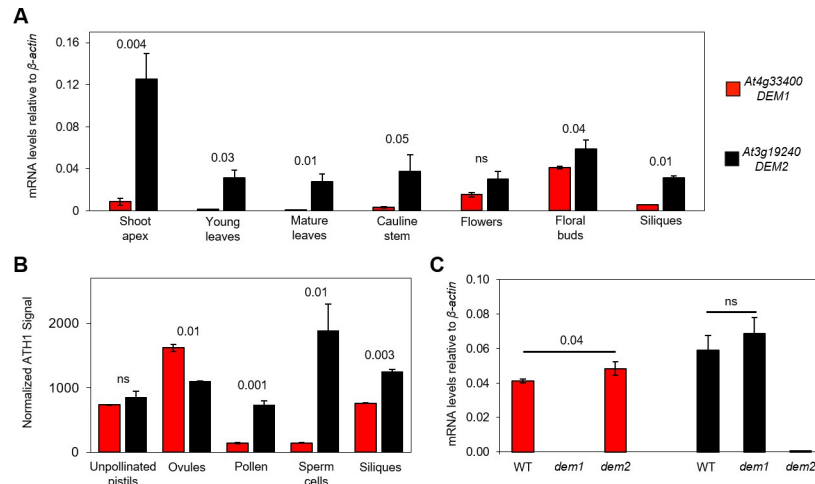 A
mRNA levels relative to β-actin
0.16
0.12
0.08
0.04
0
0.004
0.03
0.01
0.05
ns
0.04
0.01
Shoot apex
Young leaves
Mature leaves
Cauline stem
Flowers
Floral buds
Siliques
At4g33400
DEM1
At3g19240
DEM2
B
Normalized ATH1 Signal
2000
1000
0
ns
0.01
0.001
0.01
0.003
Unpollinated pistils
Ovules
Pollen
Sperm cells
Siliques
C
mRNA levels relative to β-actin
0.10
0.08
0.06
0.04
0.02
0.00
0.04
ns
WT
dem1
dem2
WT
dem1
dem2